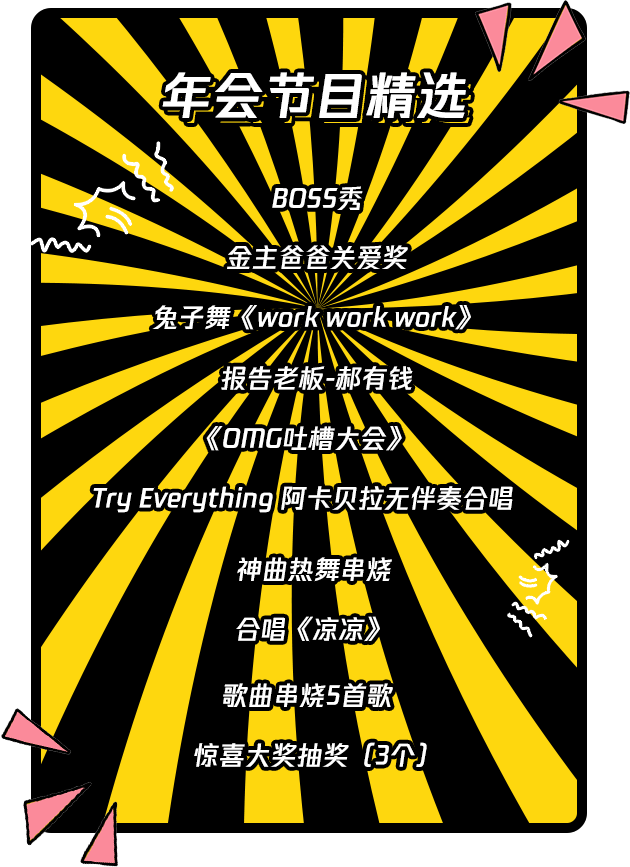 年会节目精选
BOSS秀
金主爸爸关爱奖
兔子舞《work work work》
报告老板-郝有钱
《OMG吐槽大会》
Try Everything 阿卡贝拉无伴奏合唱
神曲热舞串烧
合唱《凉凉》
歌曲串烧5首歌
惊喜大奖抽奖（3个）